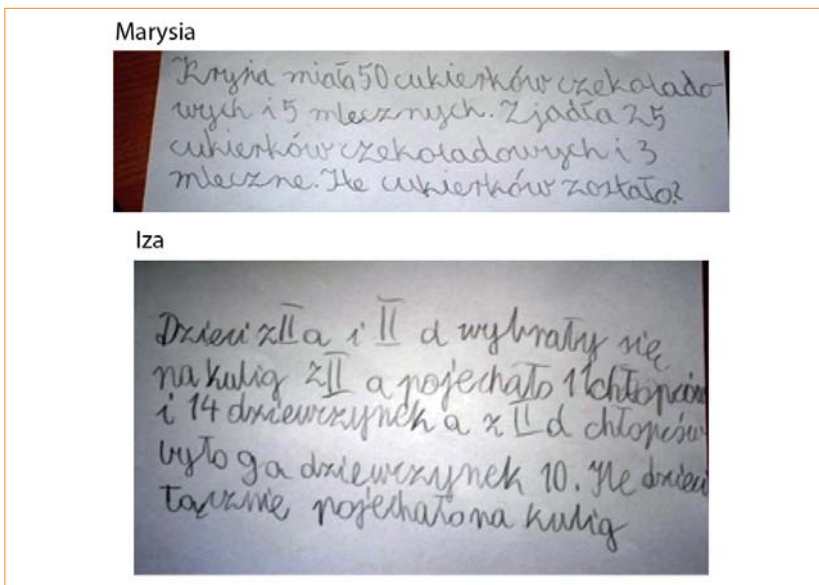 Marysia
Kryśia miała 50 cukierków czekolado-
wych i 5 mlecznych. Zjadła 25
cukierków czekoladowych i 3
mleczne. Ile cukierków zostało?
Iza
Dzieci z II a i II d wybrały się
na kulig z II a pojechało 11 chłopców
i 14 dziewczynek a z II d chłopców
było 9 a dziewczynek 10. Ile dzieci
łącznie pojechało na kulig